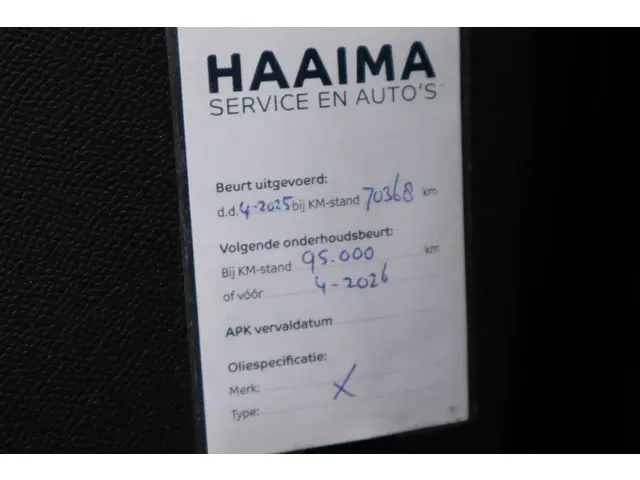 HAAIMA
SERVICE EN AUTO'S
Beurt uitgevoerd:
d.d. 4-2025 bij KM-stand 70368 km
Volgende onderhoudsbeurt:
Bij KM-stand 95.000 km
of vóór 4-2026
APK vervaldatum
Oliespecificatie:
Merk: X
Type: